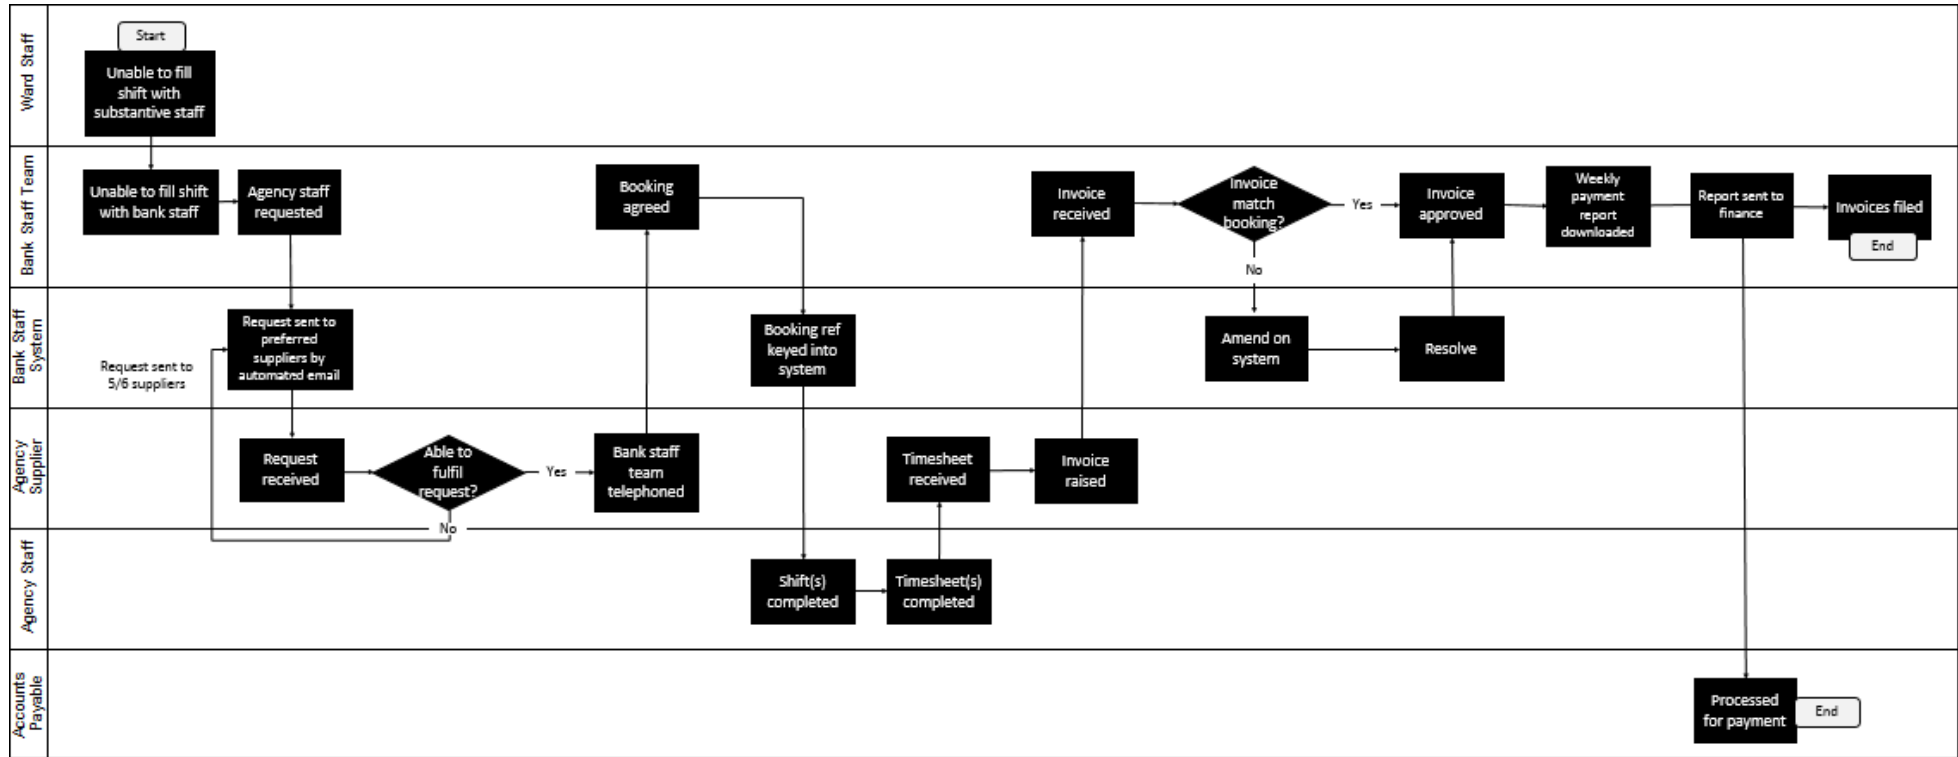 Ward Staff
Start
Unable to fill
shift with
substantive staff
Bank Staff Team
Unable to fill shift
with bank staff
Agency staff
requested
Booking
agreed
Invoice
received
Invoice
match
booking?
Yes
No
Invoice
approved
Weekly
payment
report
downloaded
Report sent to
finance
Invoices filed
End
Bank Staff
System
Request sent to
5/6 suppliers
Request sent to
preferred
suppliers by
automated email
Booking ref
keyed into
system
Amend on
system
Resolve
Agency
Supplier
Request
received
Able to
fulfil
request?
Yes
No
Bank staff
team
telephoned
Timesheet
received
Invoice
raised
Agency Staff
Shift(s)
completed
Timesheet(s)
completed
Accounts
Payable
Processed
for payment
End